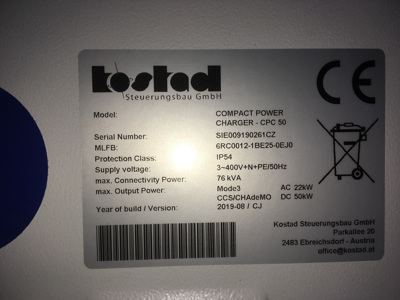 kostad
Steuerungsbau GmbH
CE
Model: COMPACT POWER
CHARGER - CPC 50
Serial Number: SIE009190261CZ
MLFB: 6RC0012-1BE25-0EJ0
Protection Class: IP54
Supply voltage: 3~400V+N+PE/50Hz
max. Connectivity Power: 76 kVA
max. Output Power: Mode3 AC 22kW
CCS/CHAdeMO DC 50kW
Year of build / Version: 2019-08 / CJ
Kostad Steuerungsbau GmbH
Parkallee 20
2483 Ebreichsdorf - Austria
office@kostad.at